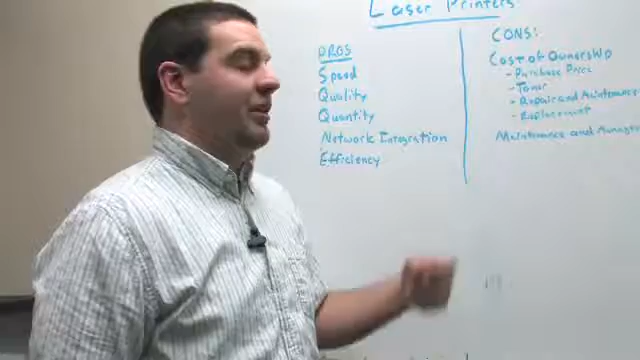 Laser Printers
PROS
Speed
Quality
Quantity
Network Integration
Efficiency
CONS:
Cost of Ownership
- Purchase Price
- Toner
- Repair and Maintenance
- Replacement
Maintenance and Manage